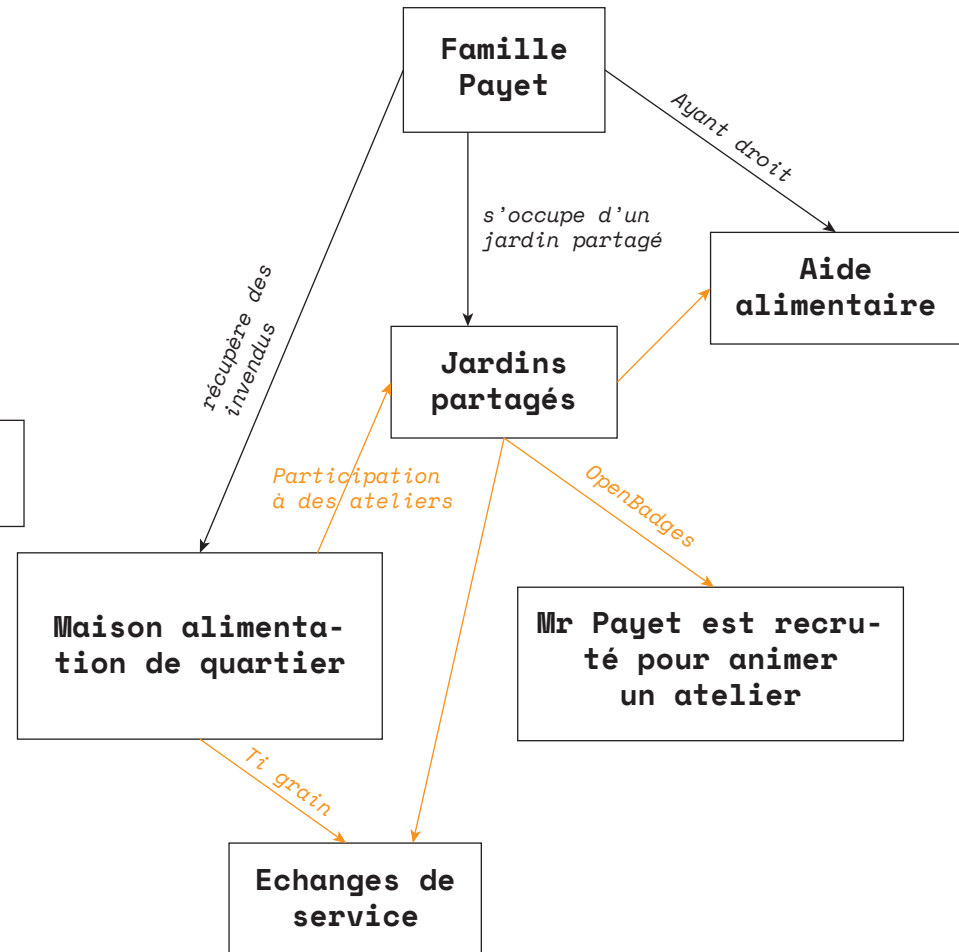 Famille
Payet
Ayant droit
s'occupe d'un
jardin partagé
Aide
alimentaire
récupère des
invendus
Jardins
partagés
Participation
à des ateliers
OpenBadges
Maison alimenta-
tion de quartier
Mr Payet est recru-
té pour animer
un atelier
Ti grain
Echanges de
service